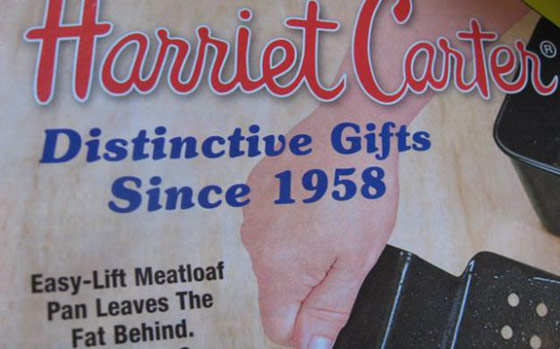 Harriet Carter®
Distinctive Gifts
Since 1958
Easy-Lift Meatloaf
Pan Leaves The
Fat Behind.